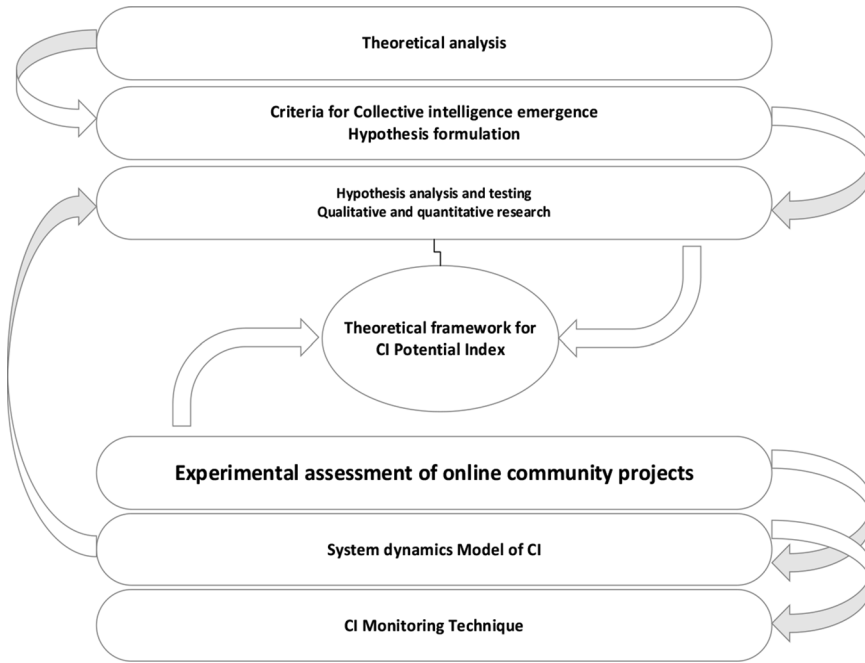 Theoretical analysis
Criteria for Collective intelligence emergence
Hypothesis formulation
Hypothesis analysis and testing
Qualitative and quantitative research
Theoretical framework for
CI Potential Index
Experimental assessment of online community projects
System dynamics Model of CI
CI Monitoring Technique